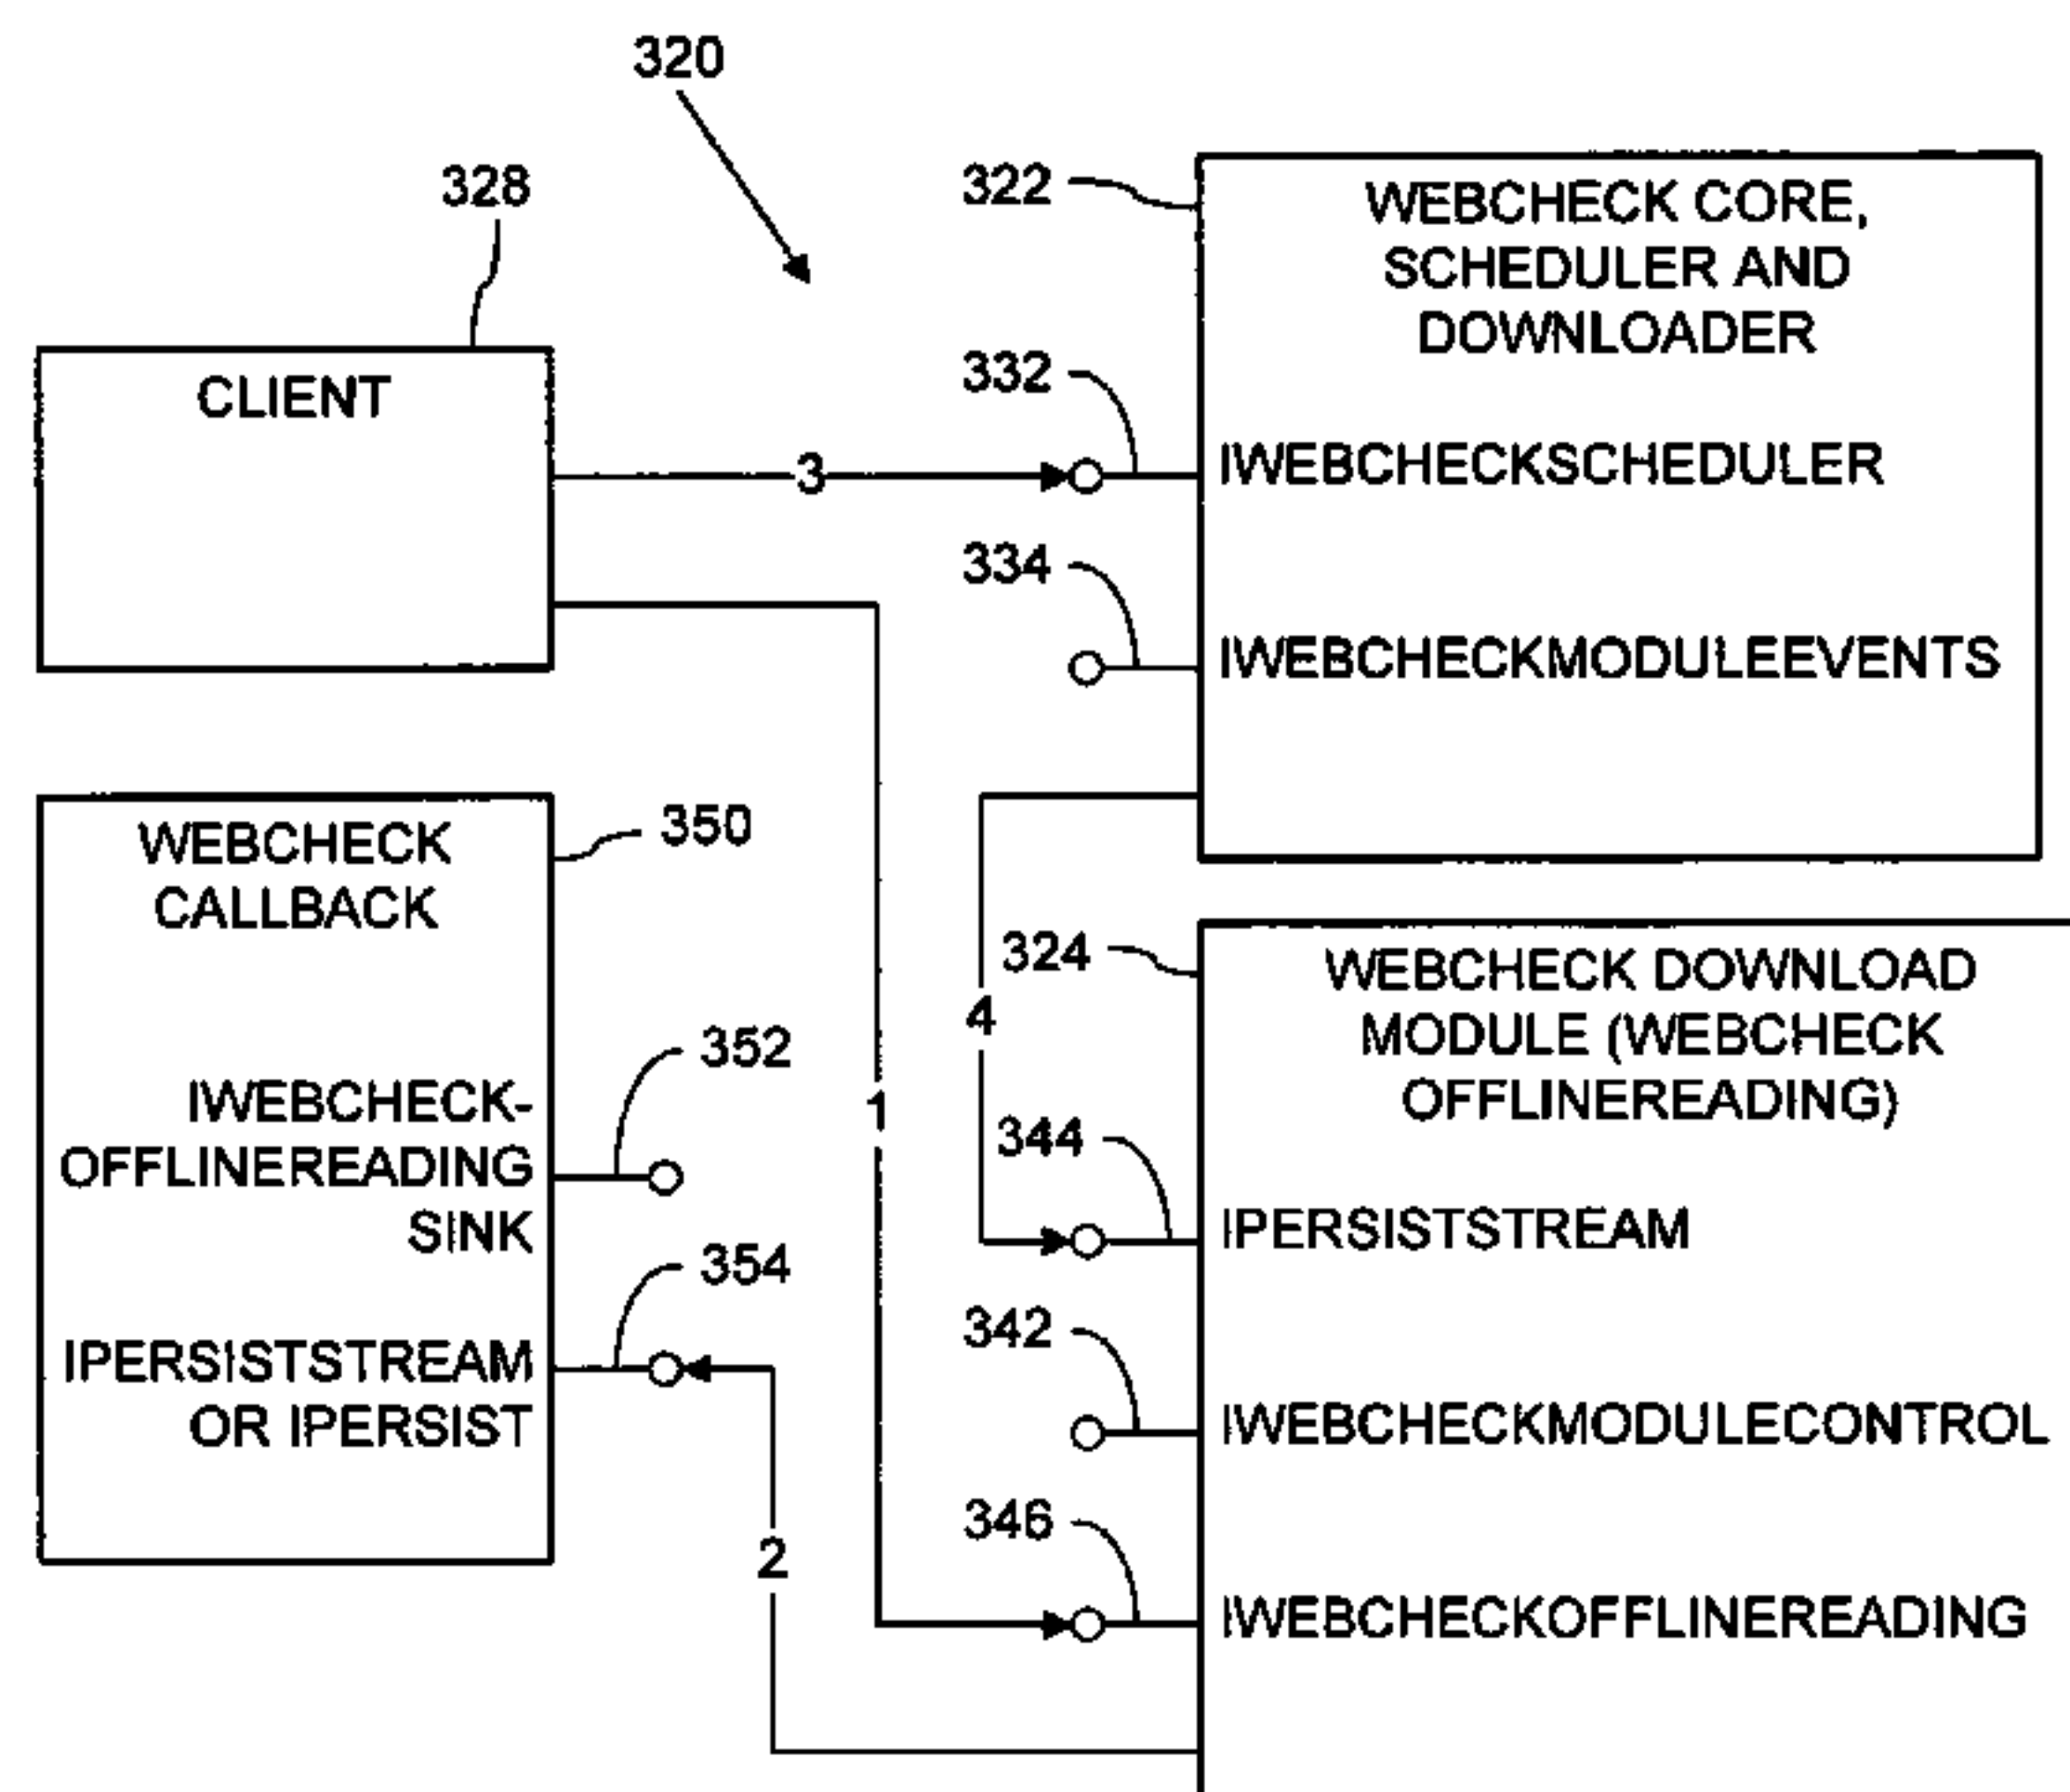 320
328
322
WEBCHECK CORE,
SCHEDULER AND
DOWNLOADER
CLIENT
332
3
IWEBCHECKSCHEDULER
334
IWEBCHECKMODULEEVENTS
WEBCHECK
CALLBACK
350
324
WEBCHECK DOWNLOAD
MODULE (WEBCHECK
OFFLINEREADING)
4
352
IWEBCHECK-
OFFLINEREADING
SINK
1
344
IPERSISTSTREAM
354
IPERSISTSTREAM
OR IPERSIST
342
IWEBCHECKMODULECONTROL
346
2
IWEBCHECKOFFLINEREADING